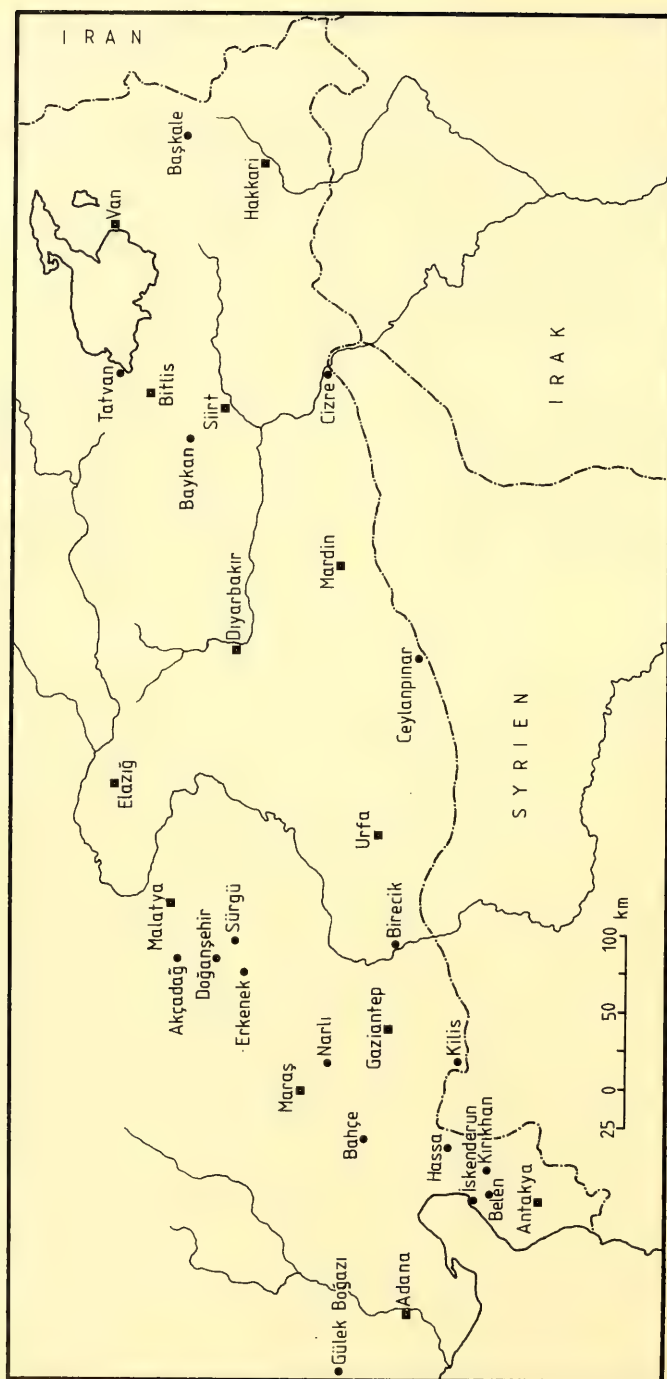 IRAN
Van
Başkale
Hakkari
Tatvan
Bitlis
Siirt
Baykan
Cizre
IRAK
Diyarbakır
Mardin
Ceylanpınar
Elazığ
Urfa
SYRIEN
Malatya
Akçadağ
Doğanşehir
Sürgü
Erkenek
Birecik
Maraş
Narlı
Gaziantep
Kilis
Bahçe
Hassa
Iskenderun
Kırıkhan
Belen
Antakya
Gülek Boğazı
Adana
25 0 50 100 km